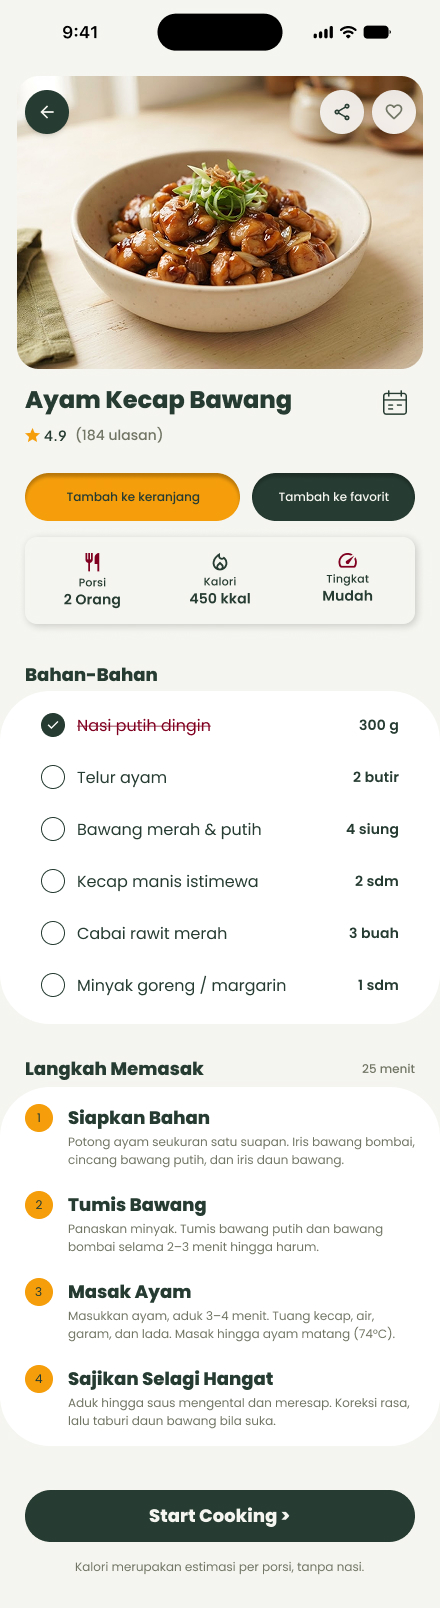 9:41
Ayam Kecap Bawang
4.9 (184 ulasan)
Tambah ke keranjang
Tambah ke favorit
Porsi
2 Orang
Kalori
450 kkal
Tingkat
Mudah
Bahan-Bahan
Nasi putih dingin 300 g
Telur ayam 2 butir
Bawang merah & putih 4 siung
Kecap manis istimewa 2 sdm
Cabai rawit merah 3 buah
Minyak goreng / margarin 1 sdm
Langkah Memasak 25 menit
1 Siapkan Bahan
Potong ayam seukuran satu suapan. Iris bawang bombai,
cincang bawang putih, dan iris daun bawang.
2 Tumis Bawang
Panaskan minyak. Tumis bawang putih dan bawang
bombai selama 2–3 menit hingga harum.
3 Masak Ayam
Masukkan ayam, aduk 3–4 menit. Tuang kecap, air,
garam, dan lada. Masak hingga ayam matang (74°C).
4 Sajikan Selagi Hangat
Aduk hingga saus mengental dan meresap. Koreksi rasa,
lalu taburi daun bawang bila suka.
Start Cooking >
Kalori merupakan estimasi per porsi, tanpa nasi.